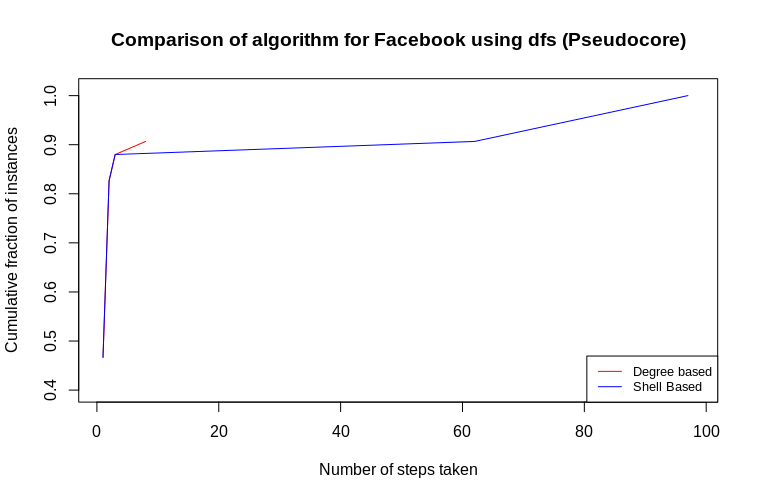 Comparison of algorithm for Facebook using dfs (Pseudocore)
Cumulative fraction of instances
1.0
0.9
0.8
0.7
0.6
0.5
0.4
Degree based
Shell Based
0 20 40 60 80 100
Number of steps taken